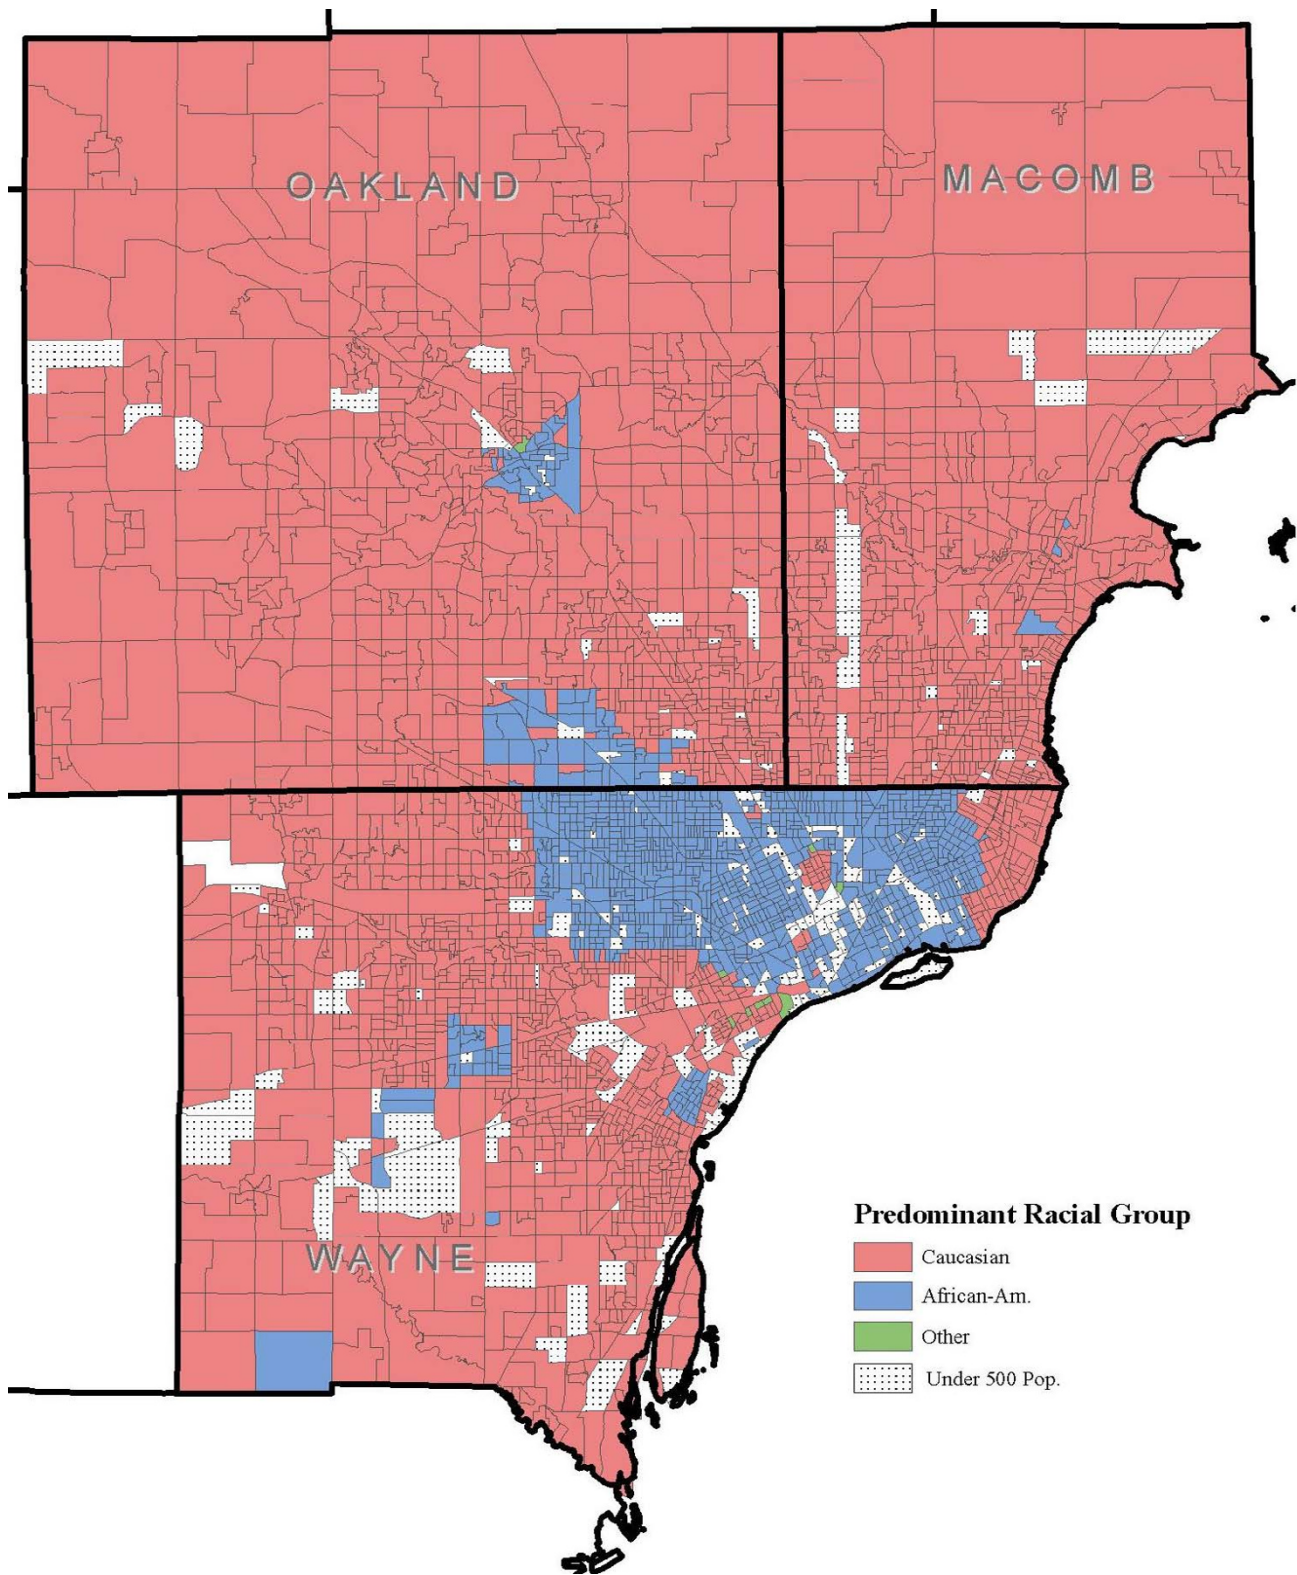 OAKLAND
MACOMB
WAYNE
Predominant Racial Group
Caucasian
African-Am.
Other
Under 500 Pop.